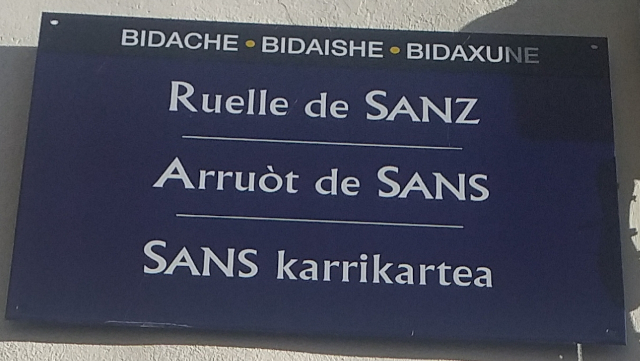 BIDACHE • BIDAISHE • BIDAXUNE
Ruelle de SANZ
Arruòt de SANS
SANS karrikartea